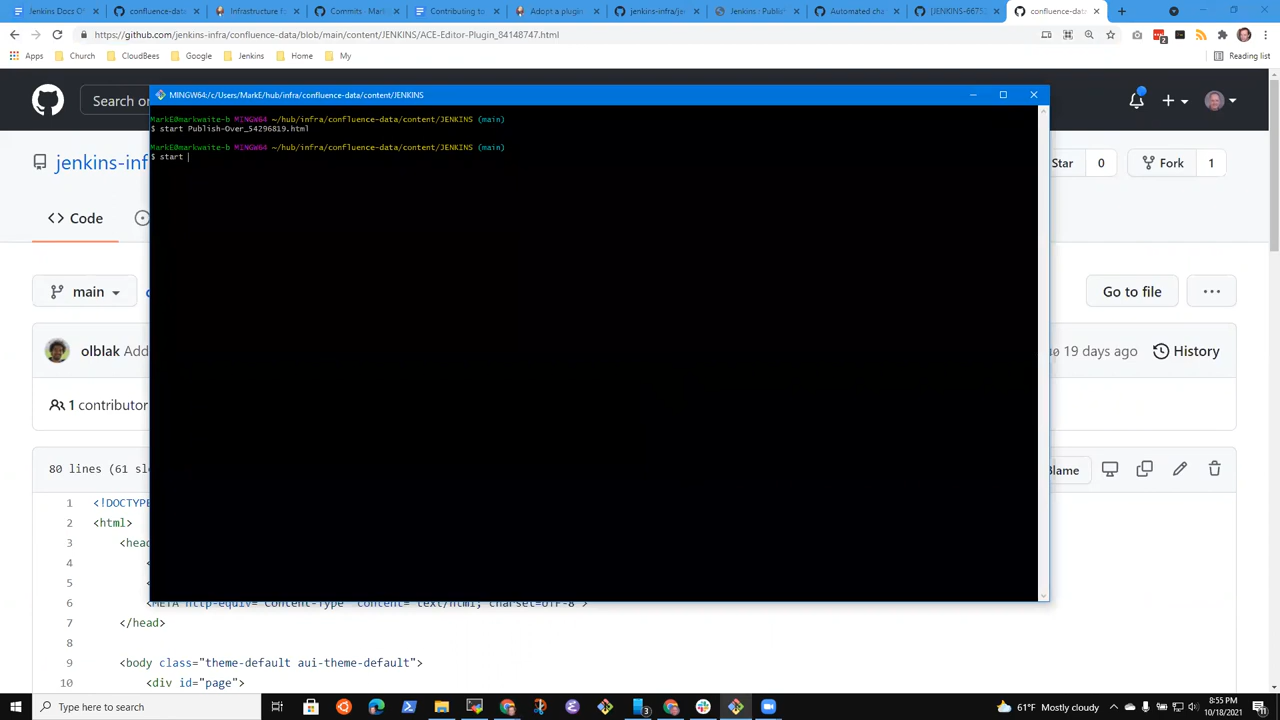 Jenkins Docs Of
confluence-data
Infrastructure f
Commits - Mark
Contributing to
Adopt a plugin
jenkins-infra/je
Jenkins : Publis
Automated cha
[JENKINS-6675
confluence-data
https://github.com/jenkins-infra/confluence-data/blob/main/content/JENKINS/ACE-Editor-Plugin_84148747.html
Apps
Church
CloudBees
Google
Jenkins
Home
My
Reading list
Search or
MINGW64:/c/Users/MarkE/hub/infra/confluence-data/content/JENKINS
MarkE@markwaite-b MINGW64 ~/hub/infra/confluence-data/content/JENKINS (main)
$ start Publish-Over_54296819.html
MarkE@markwaite-b MINGW64 ~/hub/infra/confluence-data/content/JENKINS (main)
$ start
jenkins-inf
Star 0
Fork 1
<> Code
main
Go to file
olblak Add
19 days ago
History
1 contributor
80 lines (61 sl
Blame
1 <!DOCTYPE
2 <html>
3 <head
4 <
5 <
6 <META http-equiv="Content-Type" content="text/html; charset=UTF-8">
7 </head>
8
9 <body class="theme-default aui-theme-default">
10 <div id="page">
Type here to search
3
61°F Mostly cloudy
8:55 PM
10/18/2021